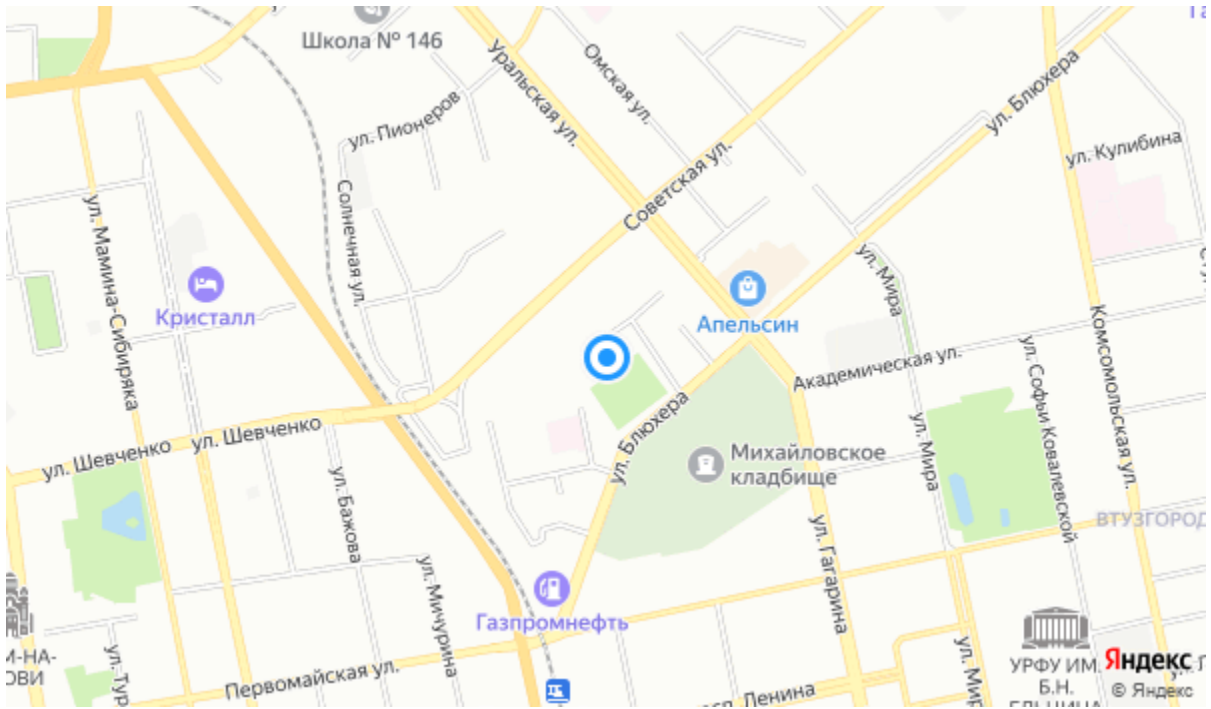 Школа № 146
Омская ул.
Уральская ул.
ул. Блюхера
ул. Пионеров
ул. Кулибина
Советская ул.
Солнечная ул.
ул. Мамина-Сибиряка
ул. Мира
Кристалл
Апельсин
Комсомольская ул.
Академическая ул.
ул. Софьи Ковалевской
ул. Блюхера
ул. Шевченко
ул. Шевченко
ул. Мира
Михайловское
кладбище
ул. Бажова
ВТУЗГОРОД
ул. Гагарина
ул. Мичурина
Газпромнефть
Первомайская ул.
УРФУ ИМ.
Б.Н.
Яндекс
© Яндекс
Ленина